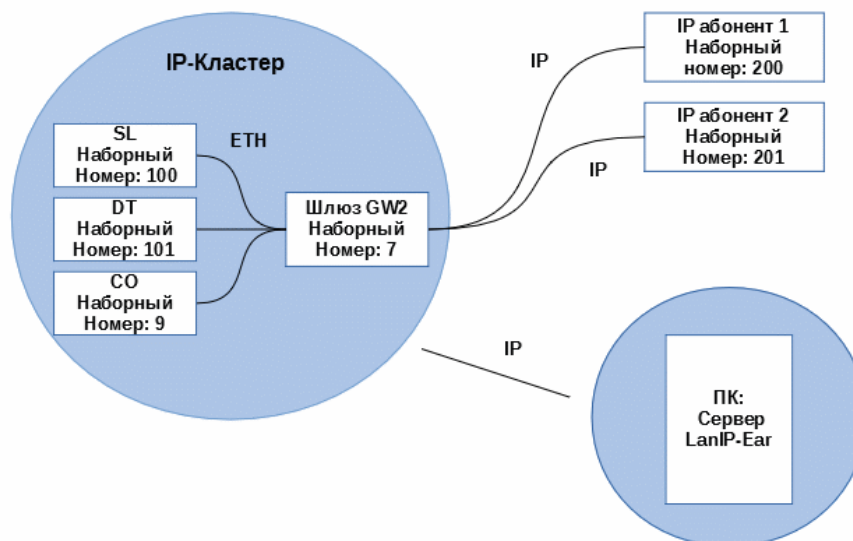 IP-Кластер
SL
Наборный
Номер: 100
ETH
DT
Наборный
Номер: 101
CO
Наборный
Номер: 9
Шлюз GW2
Наборный
Номер: 7
IP
IP
IP абонент 1
Наборный
номер: 200
IP абонент 2
Наборный
Номер: 201
IP
ПК:
Сервер
LanIP-Ear